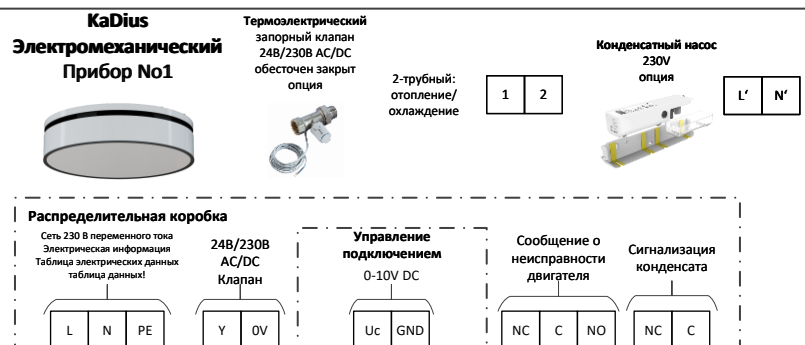 KaDius
Электромеханический
Прибор No1
Термоэлектрический
запорный клапан
24В/230В AC/DC
обесточен закрыт
опция
2-трубный:
отопление/
охлаждение
1 2
Конденсатный насос
230V
опция
L' N'
Распределительная коробка
Сеть 230 В переменного тока
Электрическая информация
Таблица электрических данных
таблица данных!
24В/230В
AC/DC
Клапан
Управление
подключением
0-10V DC
Сообщение о
неисправности
двигателя
Сигнализация
конденсата
L N PE
Y 0V
Uc GND
NC C NO
NC C